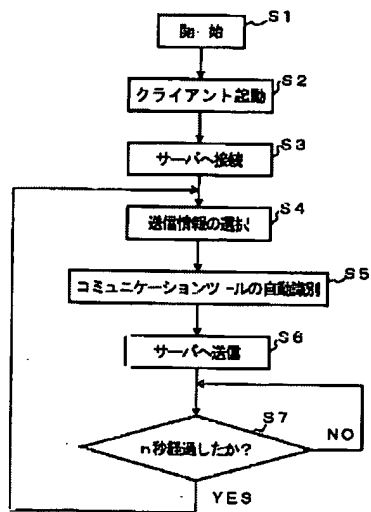 開 始
S1
クライアント起動
S2
サーバへ接続
S3
送信情報の選択
S4
コミュニケーションツールの自動識別
S5
サーバへ送信
S6
n秒経過したか?
S7
NO
YES